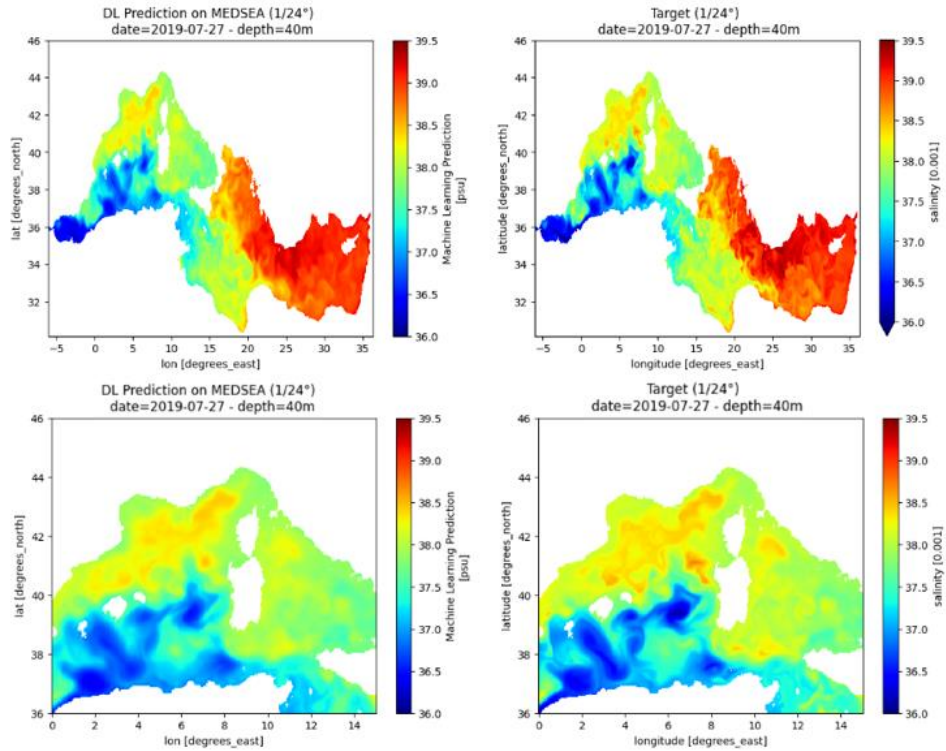 DL Prediction on MEDSEA (1/24°)
date=2019-07-27 - depth=40m
46
44
42
40
38
36
34
32
lat [degrees_north]
-5 0 5 10 15 20 25 30 35
lon [degrees_east]
39.5
39.0
38.5
38.0
37.5
37.0
36.5
36.0
Machine Learning Prediction
[psu]
Target (1/24°)
date=2019-07-27 - depth=40m
46
44
42
40
38
36
34
32
latitude [degrees_north]
-5 0 5 10 15 20 25 30 35
longitude [degrees_east]
39.5
39.0
38.5
38.0
37.5
37.0
36.5
36.0
salinity [0.001]
DL Prediction on MEDSEA (1/24°)
date=2019-07-27 - depth=40m
46
44
42
40
38
36
lat [degrees_north]
0 2 4 6 8 10 12 14
lon [degrees_east]
39.5
39.0
38.5
38.0
37.5
37.0
36.5
36.0
Machine Learning Prediction
[psu]
Target (1/24°)
date=2019-07-27 - depth=40m
46
44
42
40
38
36
latitude [degrees_north]
0 2 4 6 8 10 12 14
longitude [degrees_east]
39.5
39.0
38.5
38.0
37.5
37.0
36.5
36.0
salinity [0.001]